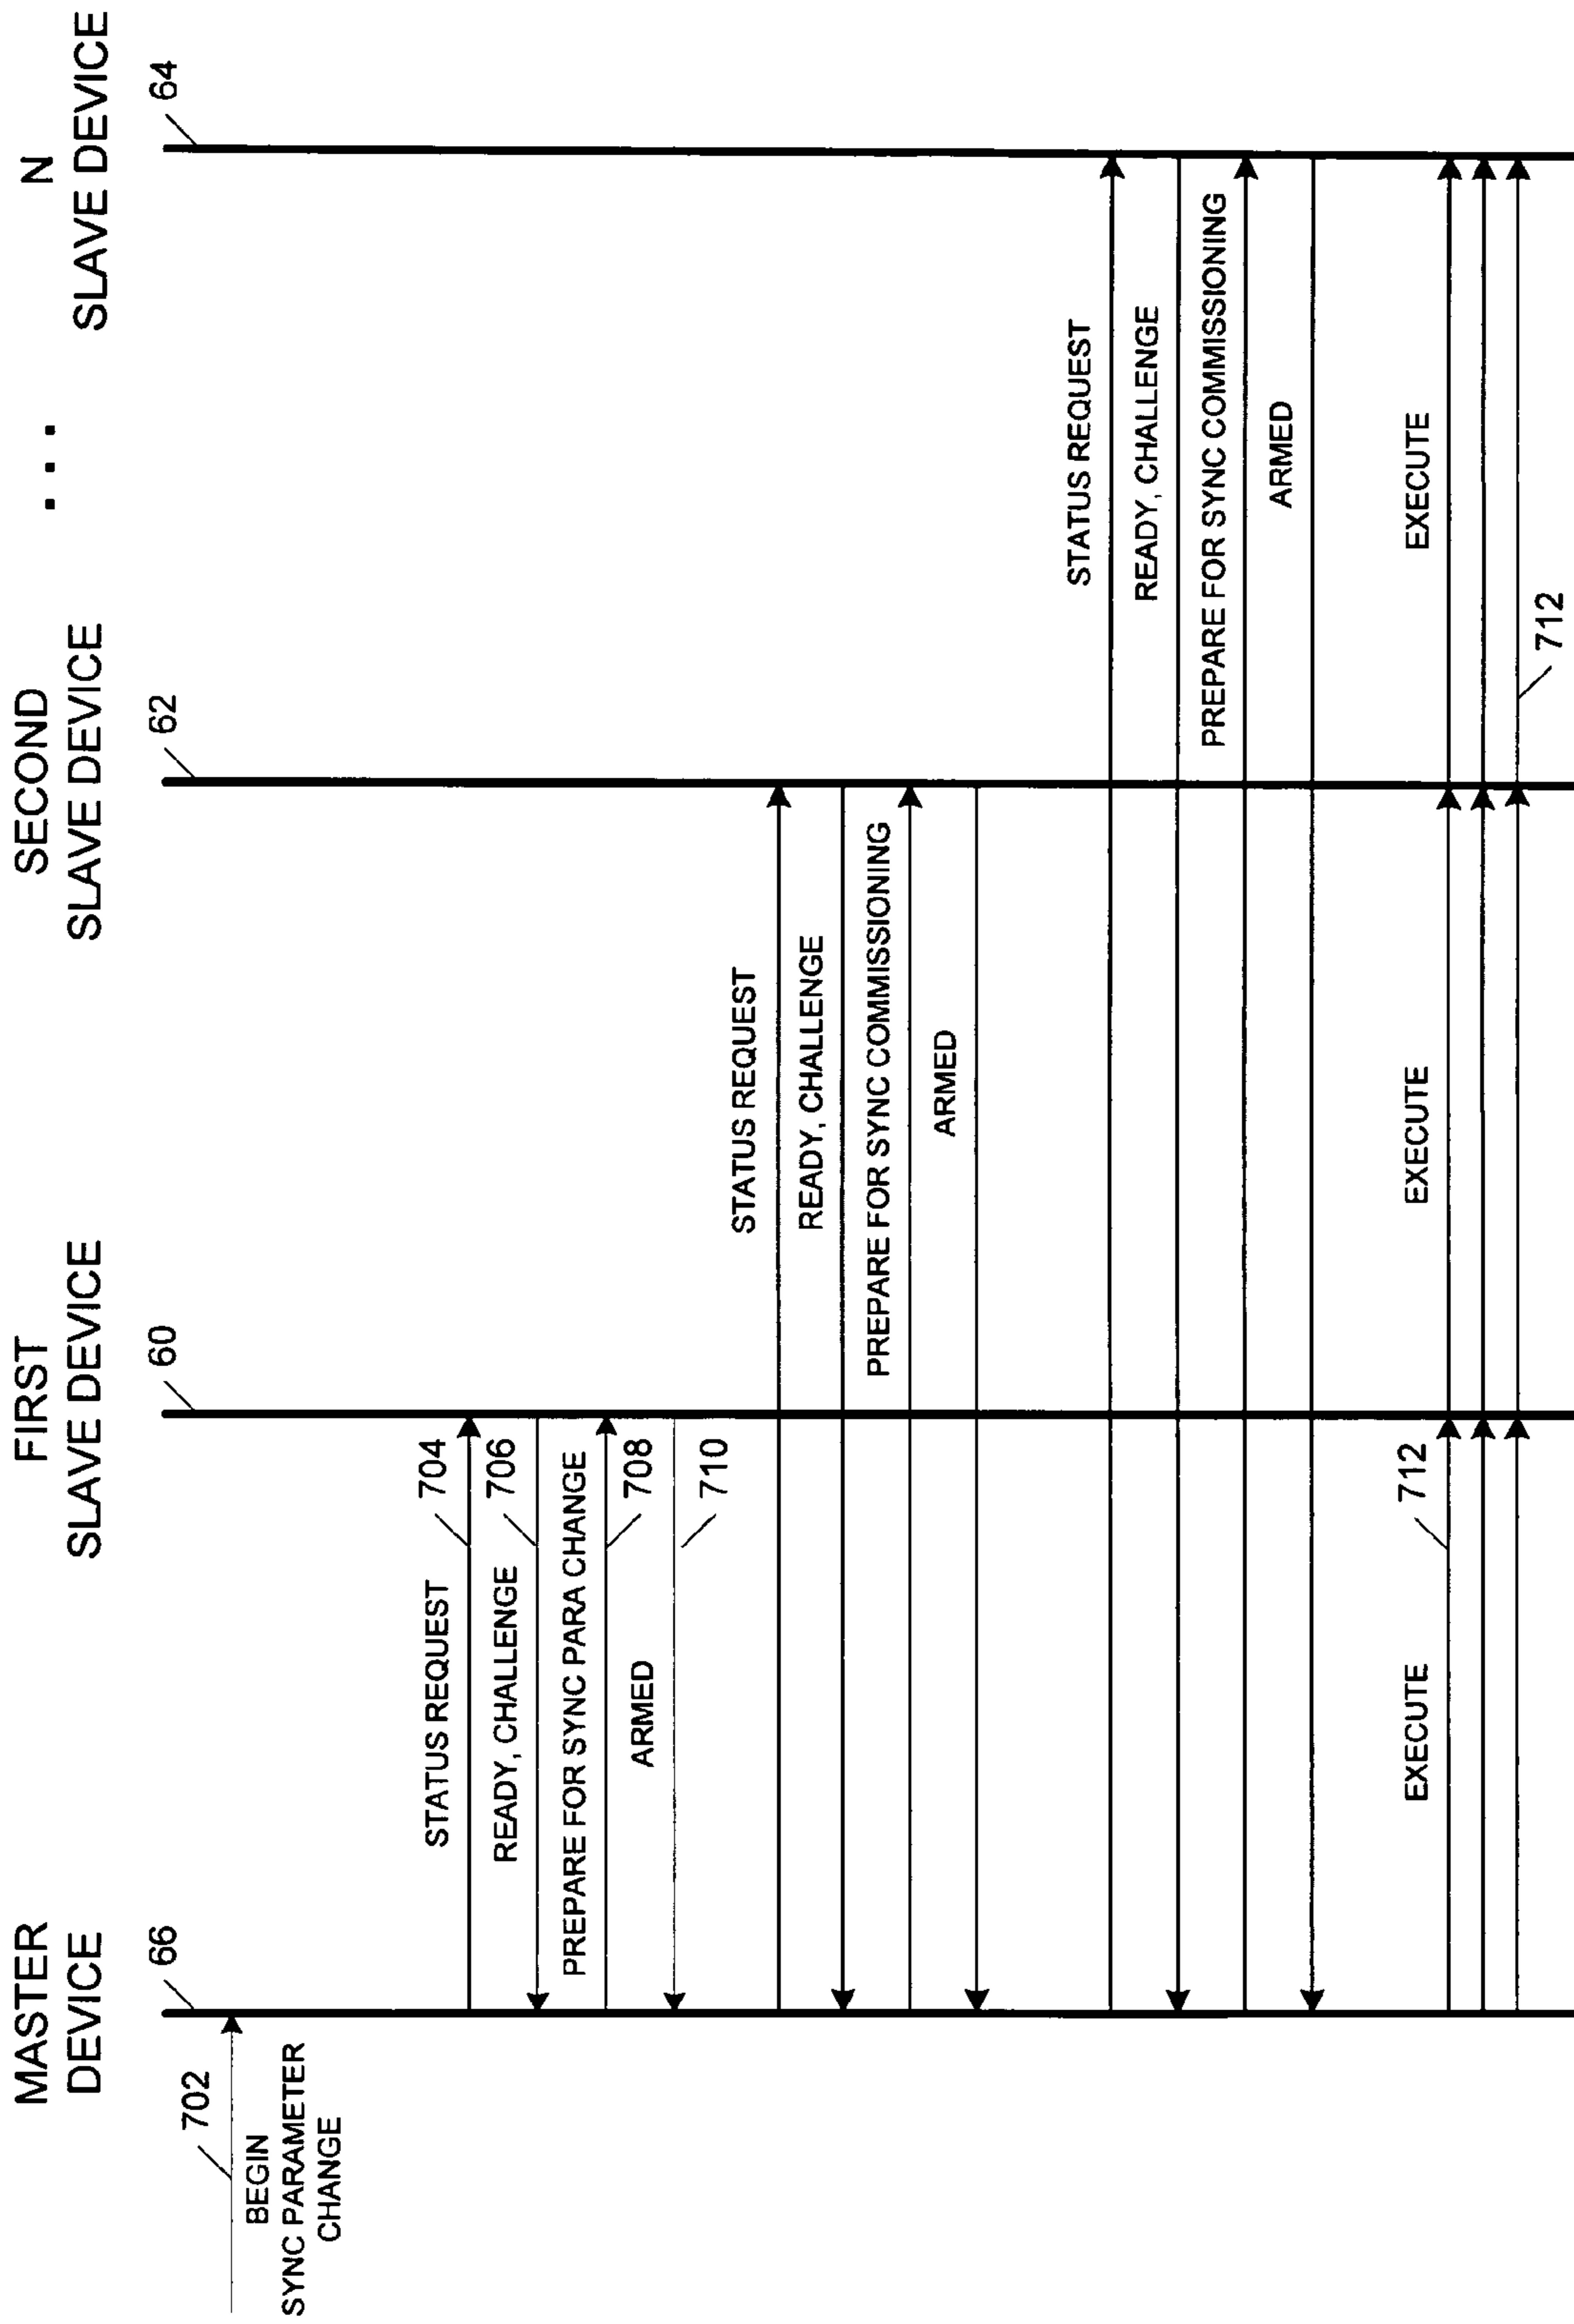 MASTER
DEVICE
FIRST
SLAVE DEVICE
SECOND
SLAVE DEVICE
. . .
N
SLAVE DEVICE
66
60
62
64
702
BEGIN
SYNC PARAMETER
CHANGE
STATUS REQUEST
704
READY, CHALLENGE
706
PREPARE FOR SYNC PARA CHANGE
708
ARMED
710
STATUS REQUEST
READY, CHALLENGE
PREPARE FOR SYNC COMMISSIONING
ARMED
STATUS REQUEST
READY, CHALLENGE
PREPARE FOR SYNC COMMISSIONING
ARMED
EXECUTE
712
EXECUTE
EXECUTE
712